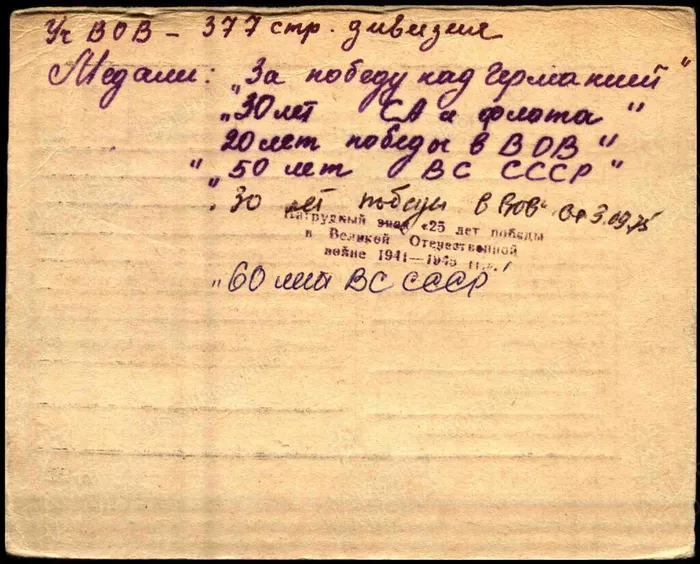 Уч ВОВ - 377 стр. дивизия
Медали: „За победу над Германией"
„30 лет СА и флота"
20 лет победы в ВОВ"
"„50 лет ВС СССР"
„30 лет победы в ВОВ" от 3.09.75
Нагрудный знак «25 лет победы
в Великой Отечественной
войне 1941—1945 гг.»
„60 лет ВС СССР"